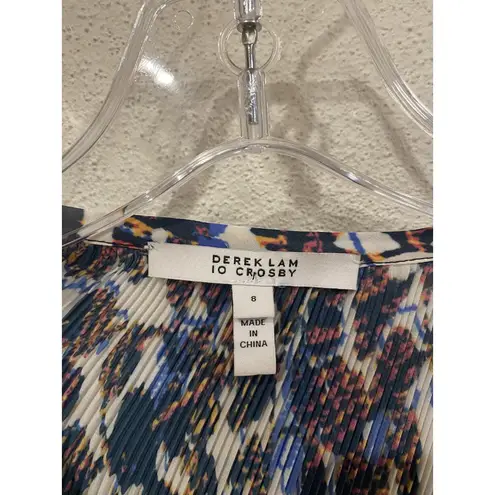 DEREK LAM
10 CROSBY
8
MADE
IN
CHINA